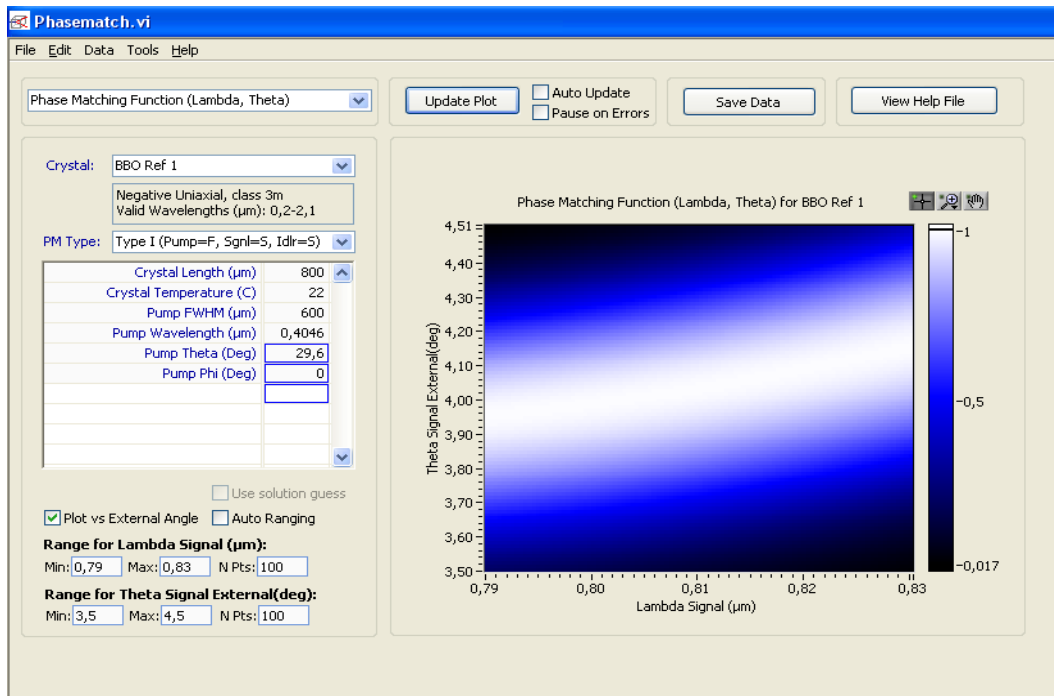 Phasematch.vi
File Edit Data Tools Help
Phase Matching Function (Lambda, Theta)
Update Plot
Auto Update
Pause on Errors
Save Data
View Help File
Crystal: BBO Ref 1
Negative Uniaxial, class 3m
Valid Wavelengths (µm): 0,2-2,1
PM Type: Type I (Pump=F, Sgnl=S, Idlr=S)
Crystal Length (µm) 800
Crystal Temperature (C) 22
Pump FWHM (µm) 600
Pump Wavelength (µm) 0,4046
Pump Theta (Deg) 29,6
Pump Phi (Deg) 0
Use solution guess
Plot vs External Angle Auto Ranging
Range for Lambda Signal (µm):
Min: 0,79 Max: 0,83 N Pts: 100
Range for Theta Signal External(deg):
Min: 3,5 Max: 4,5 N Pts: 100
Phase Matching Function (Lambda, Theta) for BBO Ref 1
Theta Signal External(deg)
4,51
4,40
4,30
4,20
4,10
4,00
3,90
3,80
3,70
3,60
3,50
0,79 0,80 0,81 0,82 0,83
Lambda Signal (µm)
1
0,5
0,017